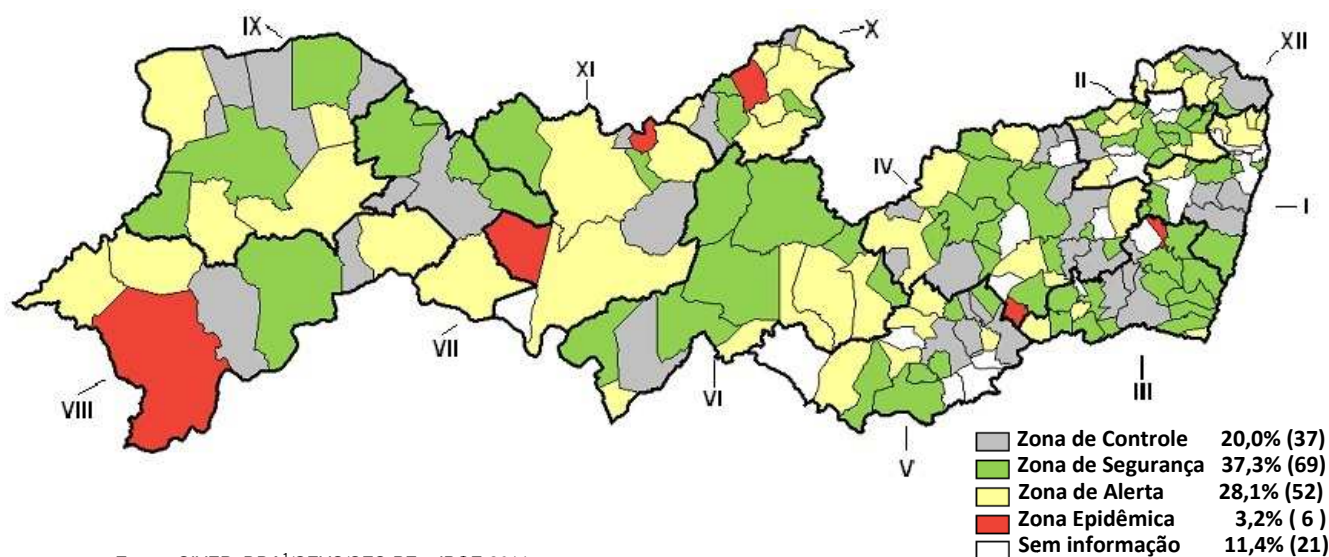 IX
X
XII
XI
II
IV
I
VII
III
VIII
VI
V
Zona de Controle 20,0% (37)
Zona de Segurança 37,3% (69)
Zona de Alerta 28,1% (52)
Zona Epidêmica 3,2% ( 6 )
Sem informação 11,4% (21)